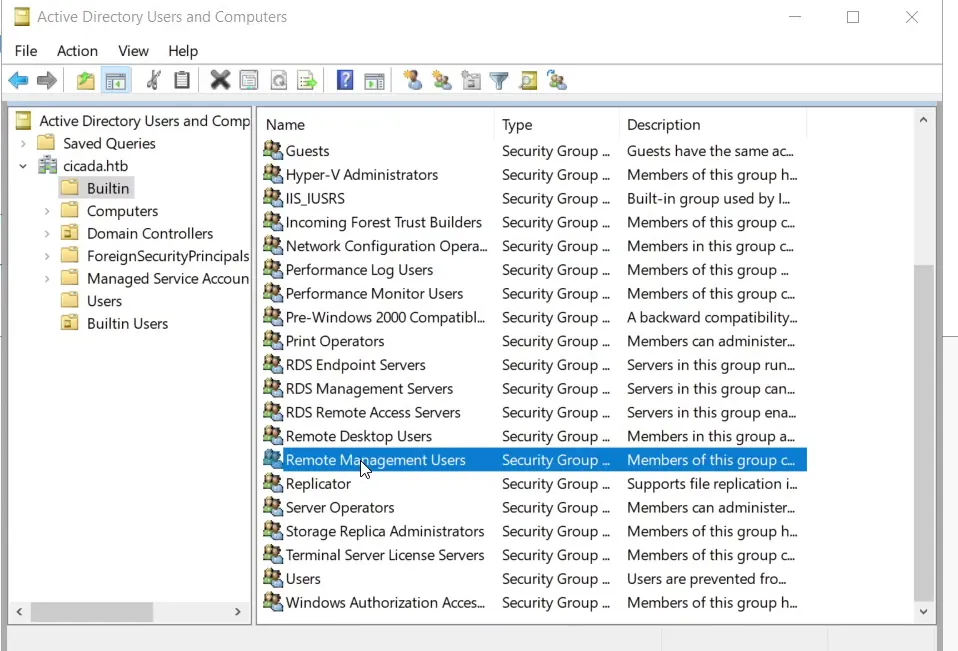 Active Directory Users and Computers
File Action View Help
Active Directory Users and Comp
Saved Queries
cicada.htb
Builtin
Computers
Domain Controllers
ForeignSecurityPrincipals
Managed Service Accoun
Users
Builtin Users
Name Type Description
Guests Security Group ... Guests have the same ac...
Hyper-V Administrators Security Group ... Members of this group h...
IIS_IUSRS Security Group ... Built-in group used by I...
Incoming Forest Trust Builders Security Group ... Members of this group c...
Network Configuration Opera... Security Group ... Members in this group c...
Performance Log Users Security Group ... Members of this group ...
Performance Monitor Users Security Group ... Members of this group c...
Pre-Windows 2000 Compatibl... Security Group ... A backward compatibility...
Print Operators Security Group ... Members can administer...
RDS Endpoint Servers Security Group ... Servers in this group run...
RDS Management Servers Security Group ... Servers in this group can...
RDS Remote Access Servers Security Group ... Servers in this group ena...
Remote Desktop Users Security Group ... Members in this group a...
Remote Management Users Security Group ... Members of this group c...
Replicator Security Group ... Supports file replication i...
Server Operators Security Group ... Members can administer...
Storage Replica Administrators Security Group ... Members of this group h...
Terminal Server License Servers Security Group ... Members of this group c...
Users Security Group ... Users are prevented fro...
Windows Authorization Acces... Security Group ... Members of this group h...